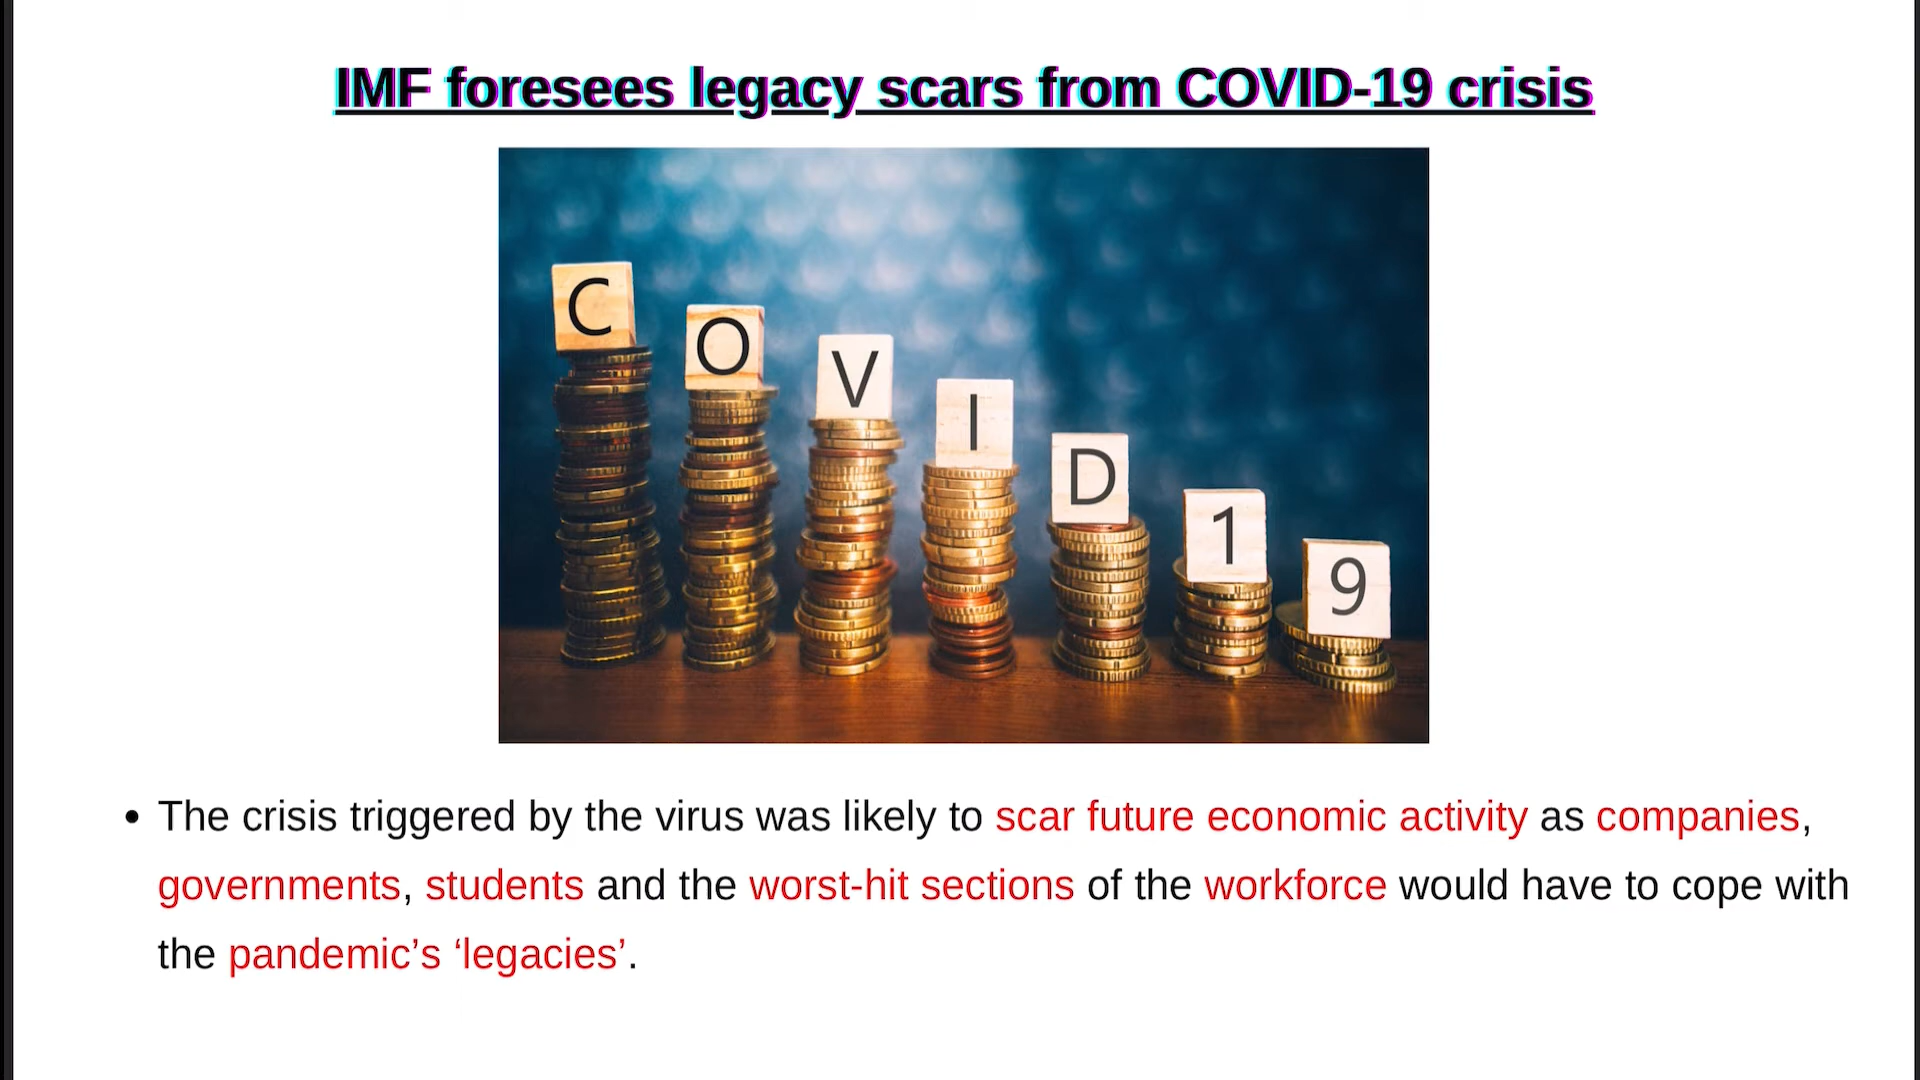 IMF foresees legacy scars from COVID-19 crisis
C O V I D 1 9
• The crisis triggered by the virus was likely to scar future economic activity as companies,
governments, students and the worst-hit sections of the workforce would have to cope with
the pandemic’s ‘legacies’.